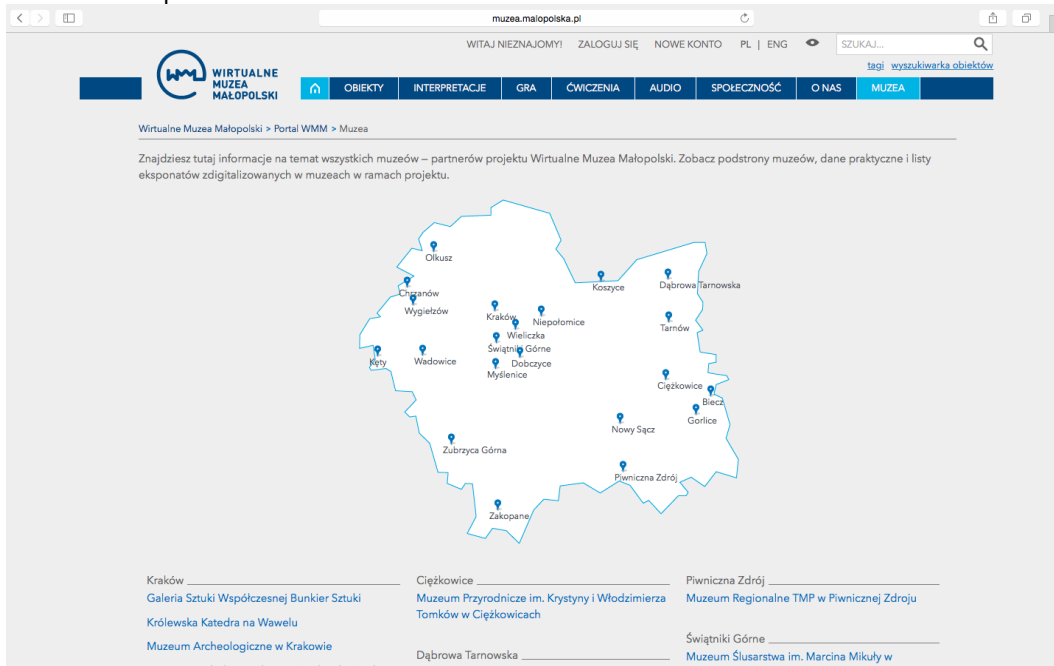 muzea.malopolska.pl
WITAJ NIEZNAJOMY! ZALOGUJ SIĘ NOWE KONTO PL | ENG SZUKAJ...
tagi wyszukiwarka obiektów
WIRTUALNE
MUZEA
MAŁOPOLSKI
OBIEKTY INTERPRETACJE GRA ĆWICZENIA AUDIO SPOŁECZNOŚĆ O NAS MUZEA
Wirtualne Muzea Małopolski > Portal WMM > Muzea
Znajdziesz tutaj informacje na temat wszystkich muzeów – partnerów projektu Wirtualne Muzea Małopolski. Zobacz podstrony muzeów, dane praktyczne i listy
eksponatów zdigitalizowanych w muzeach w ramach projektu.
Olkusz
Koszyce
Dąbrowa Tarnowska
Chrzanów
Wygiełzów
Kraków
Niepołomice
Tarnów
Wieliczka
Świątniki Górne
Kęty
Wadowice
Dobczyce
Myślenice
Ciężkowice
Biecz
Gorlice
Nowy Sącz
Zubrzyca Górna
Piwniczna Zdrój
Zakopane
Kraków
Galeria Sztuki Współczesnej Bunkier Sztuki
Królewska Katedra na Wawelu
Muzeum Archeologiczne w Krakowie
Ciężkowice
Muzeum Przyrodnicze im. Krystyny i Włodzimierza
Tomków w Ciężkowicach
Dąbrowa Tarnowska
Piwniczna Zdrój
Muzeum Regionalne TMP w Piwnicznej Zdroju
Świątniki Górne
Muzeum Ślusarstwa im. Marcina Mikuły w